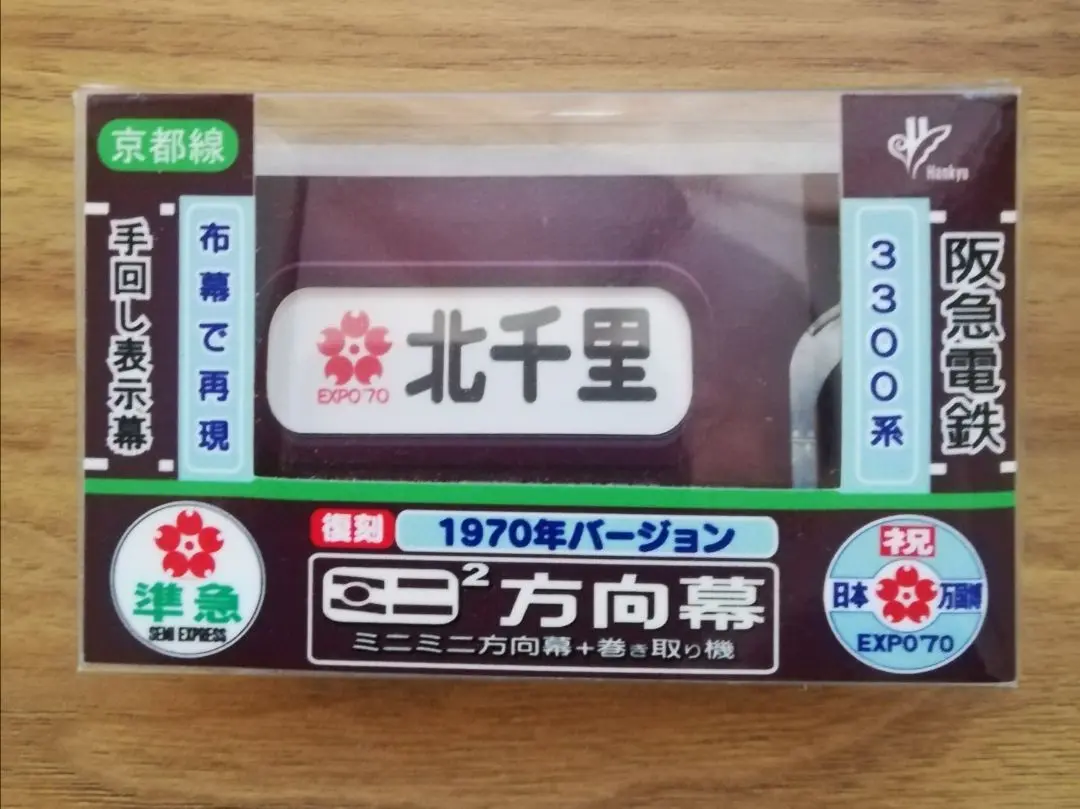 京都線
手回し表示幕
布幕で再現
EXPO'70
北千里
Hankyu
3300系
阪急電鉄
準急
SEMI EXPRESS
復刻 1970年バージョン
ミニ2方向幕
ミニミニ方向幕+巻き取り機
祝
日本万国博
EXPO'70